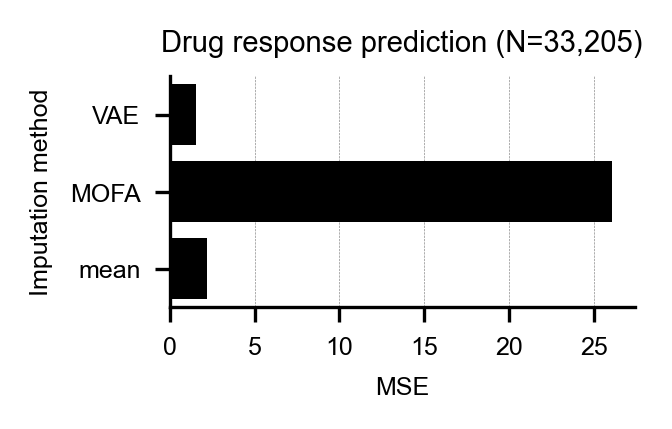 Drug response prediction (N=33,205)
Imputation method
VAE
MOFA
mean
0 5 10 15 20 25
MSE